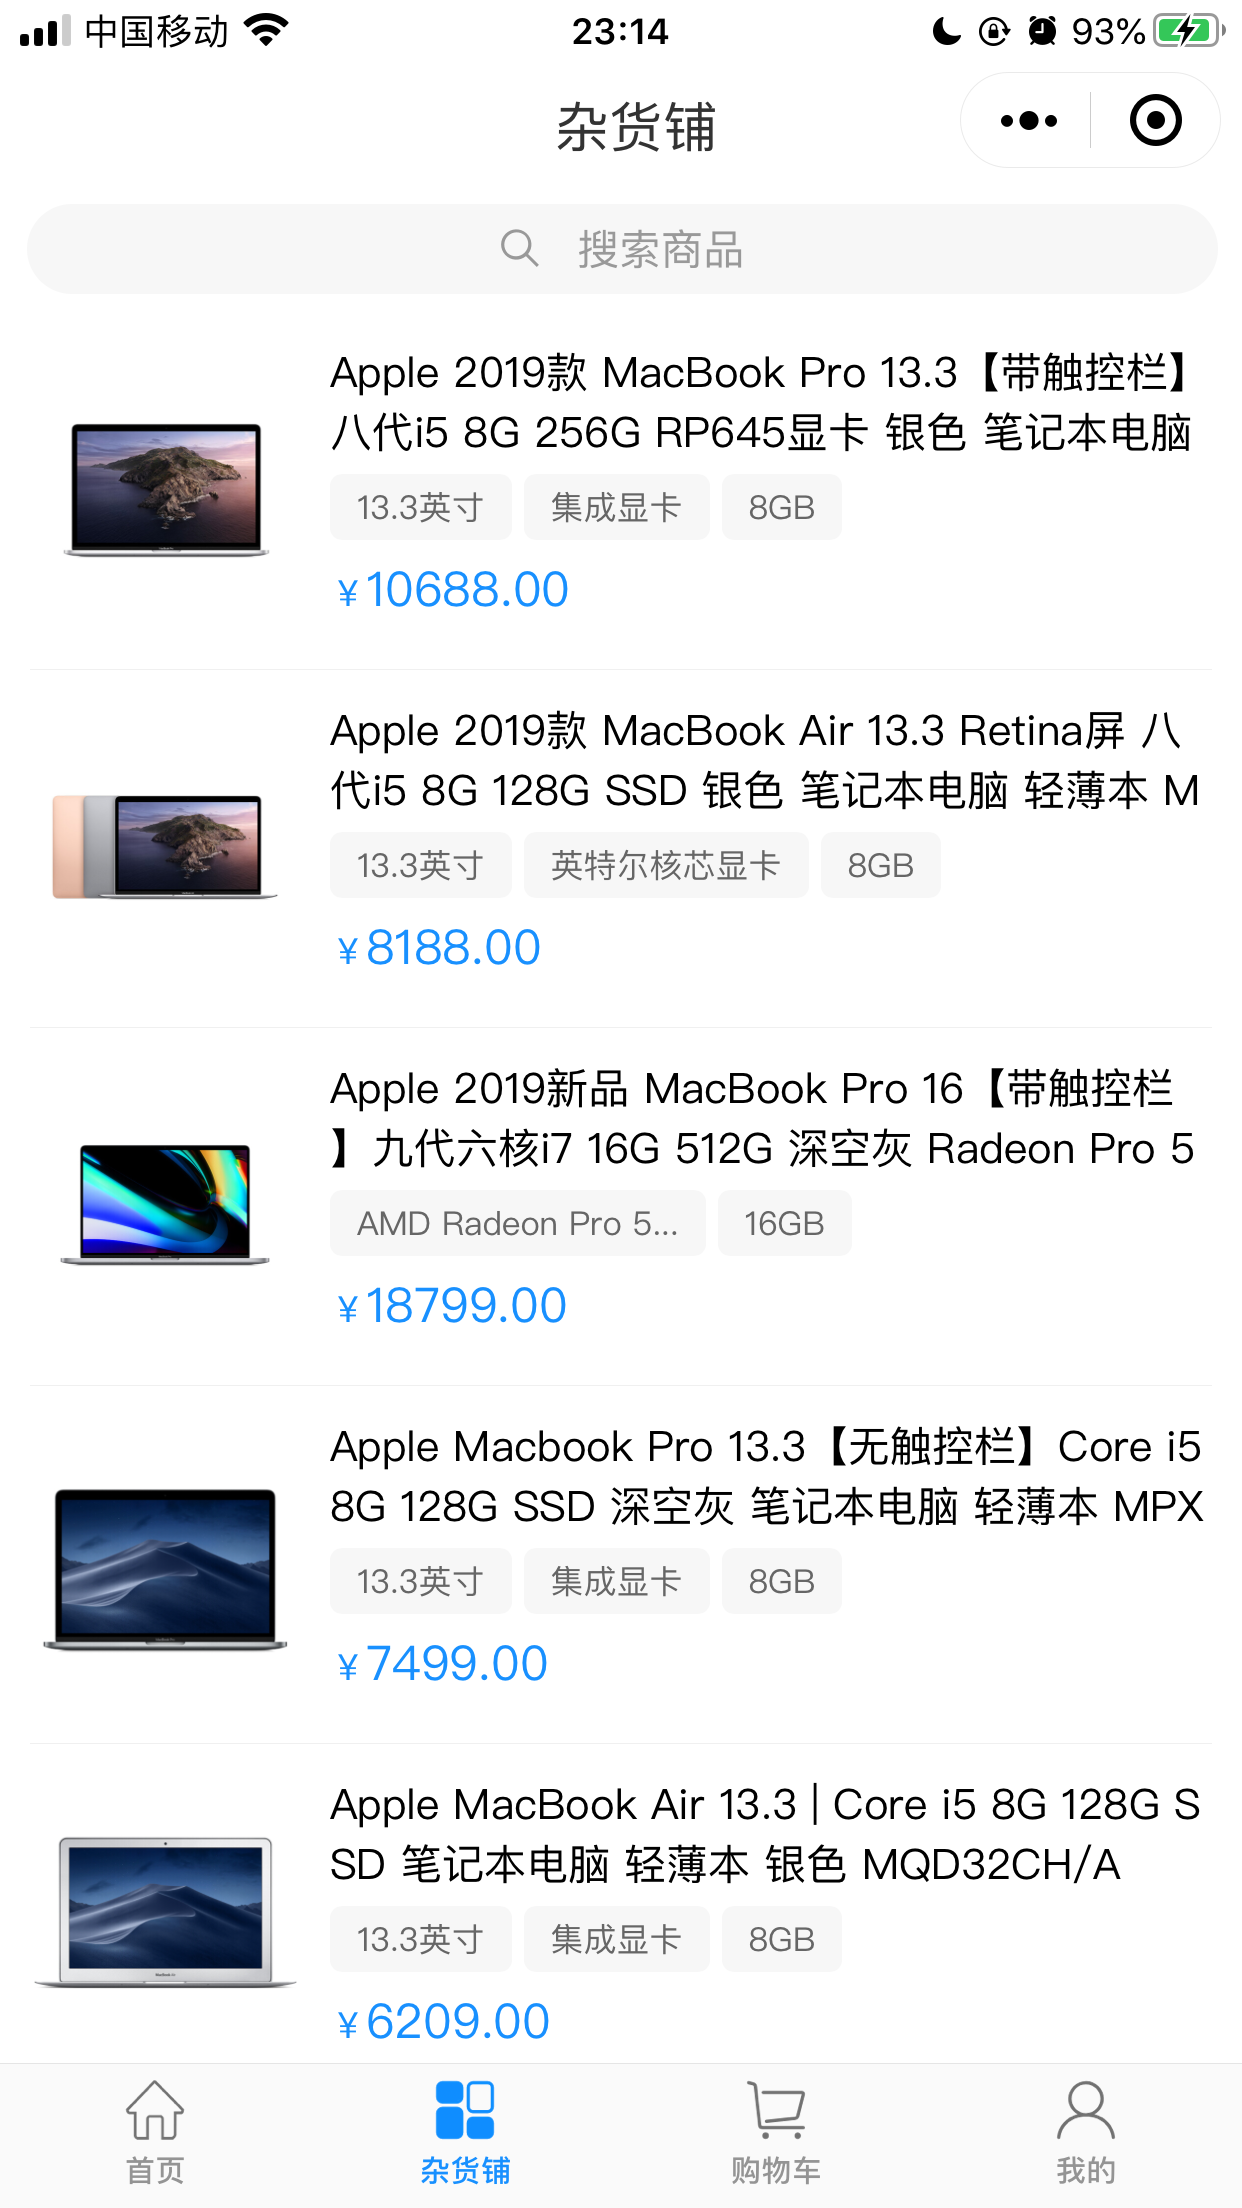 中国移动
23:14
93%
杂货铺
搜索商品
Apple 2019款 MacBook Pro 13.3【带触控栏】
八代i5 8G 256G RP645显卡 银色 笔记本电脑
13.3英寸 集成显卡 8GB
¥10688.00
Apple 2019款 MacBook Air 13.3 Retina屏 八
代i5 8G 128G SSD 银色 笔记本电脑 轻薄本 M
13.3英寸 英特尔核芯显卡 8GB
¥8188.00
Apple 2019新品 MacBook Pro 16【带触控栏
】九代六核i7 16G 512G 深空灰 Radeon Pro 5
AMD Radeon Pro 5... 16GB
¥18799.00
Apple Macbook Pro 13.3【无触控栏】Core i5
8G 128G SSD 深空灰 笔记本电脑 轻薄本 MPX
13.3英寸 集成显卡 8GB
¥7499.00
Apple MacBook Air 13.3 | Core i5 8G 128G S
SD 笔记本电脑 轻薄本 银色 MQD32CH/A
13.3英寸 集成显卡 8GB
¥6209.00
首页 杂货铺 购物车 我的